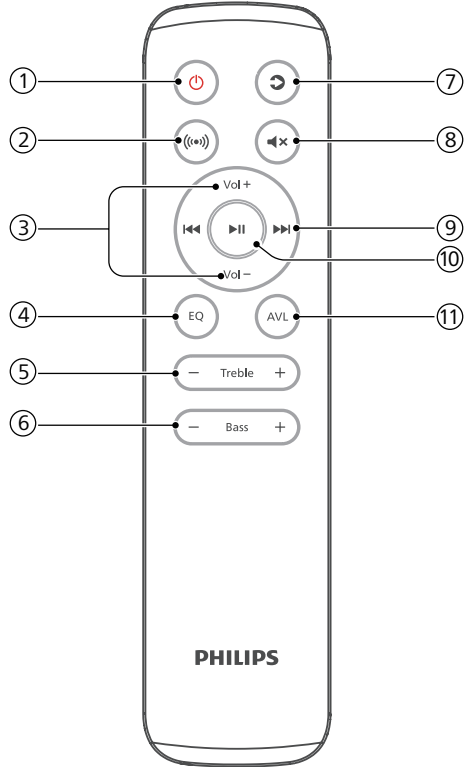 ① ⑦
② ⑧
Vol +
③ ⑨
⑩
Vol −
④ EQ AVL ⑪
⑤ − Treble +
⑥ − Bass +
PHILIPS